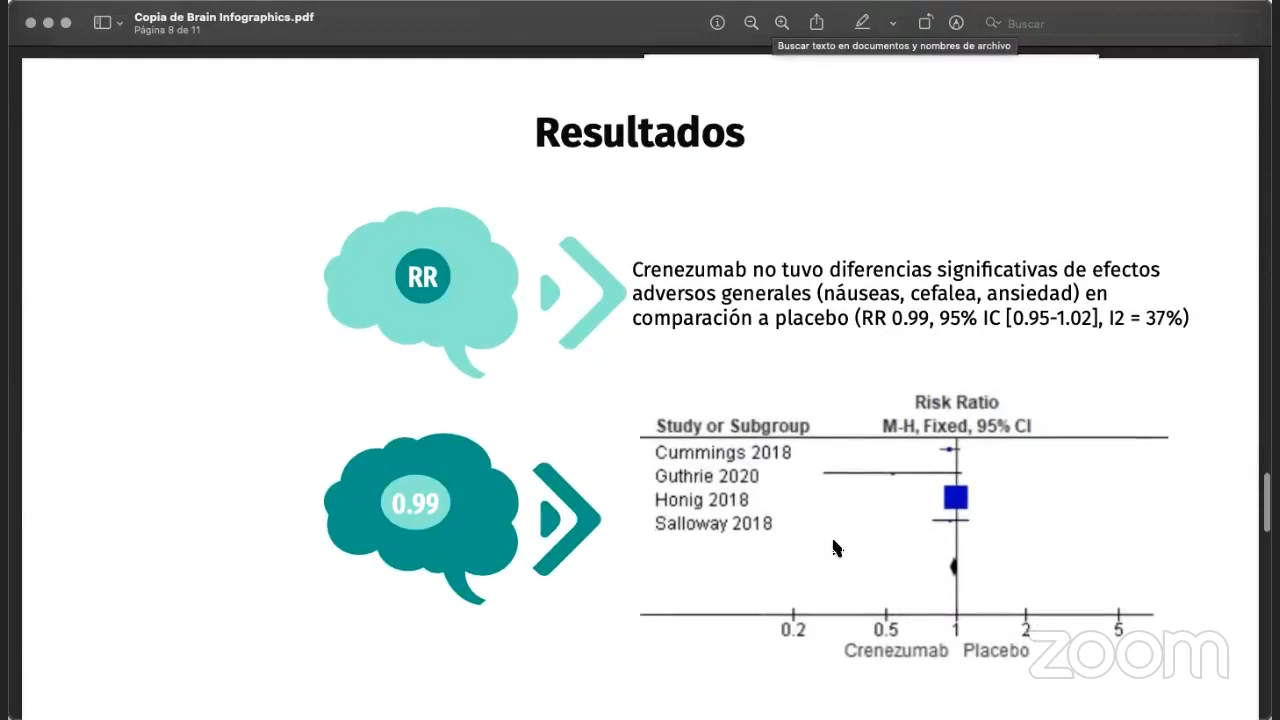 Copia de Brain Infographics.pdf
Página 8 de 11
Buscar
Buscar texto en documentos y nombres de archivo
Resultados
RR
Crenezumab no tuvo diferencias significativas de efectos
adversos generales (náuseas, cefalea, ansiedad) en
comparación a placebo (RR 0.99, 95% IC [0.95-1.02], I2 = 37%)
0.99
Risk Ratio
Study or Subgroup M-H, Fixed, 95% CI
Cummings 2018
Guthrie 2020
Honig 2018
Salloway 2018
0.2 0.5 1 2 5
Crenezumab Placebo
zoom